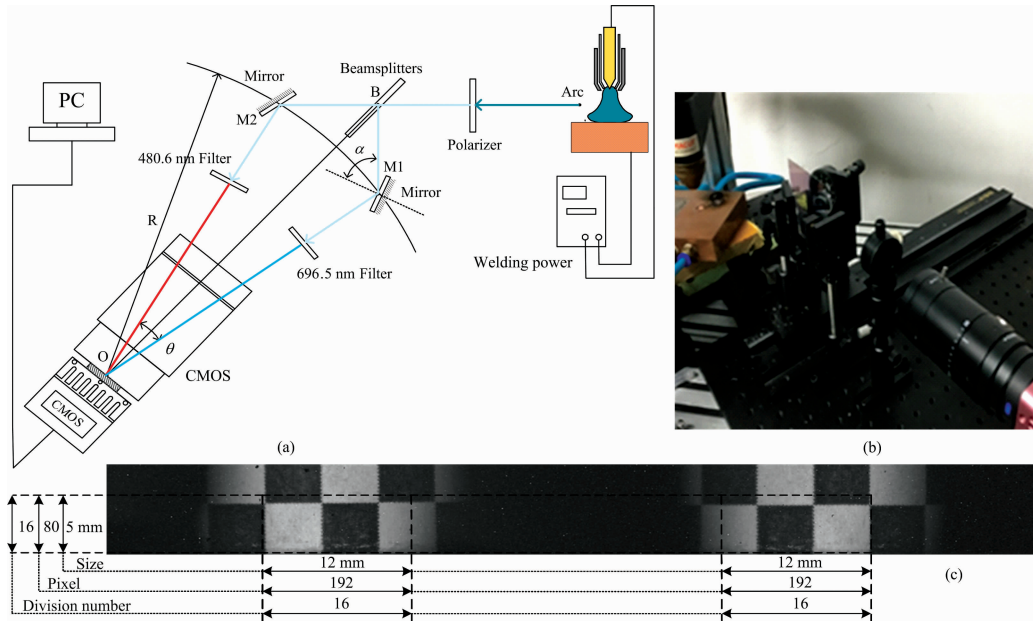 PC
Mirror
M2
Beamsplitters
B
Arc
Polarizer
α
M1
Mirror
480.6 nm Filter
R
696.5 nm Filter
Welding power
θ
O
CMOS
CMOS
(a)
(b)
16
80
5 mm
Size
12 mm
12 mm
(c)
Pixel
192
192
Division number
16
16